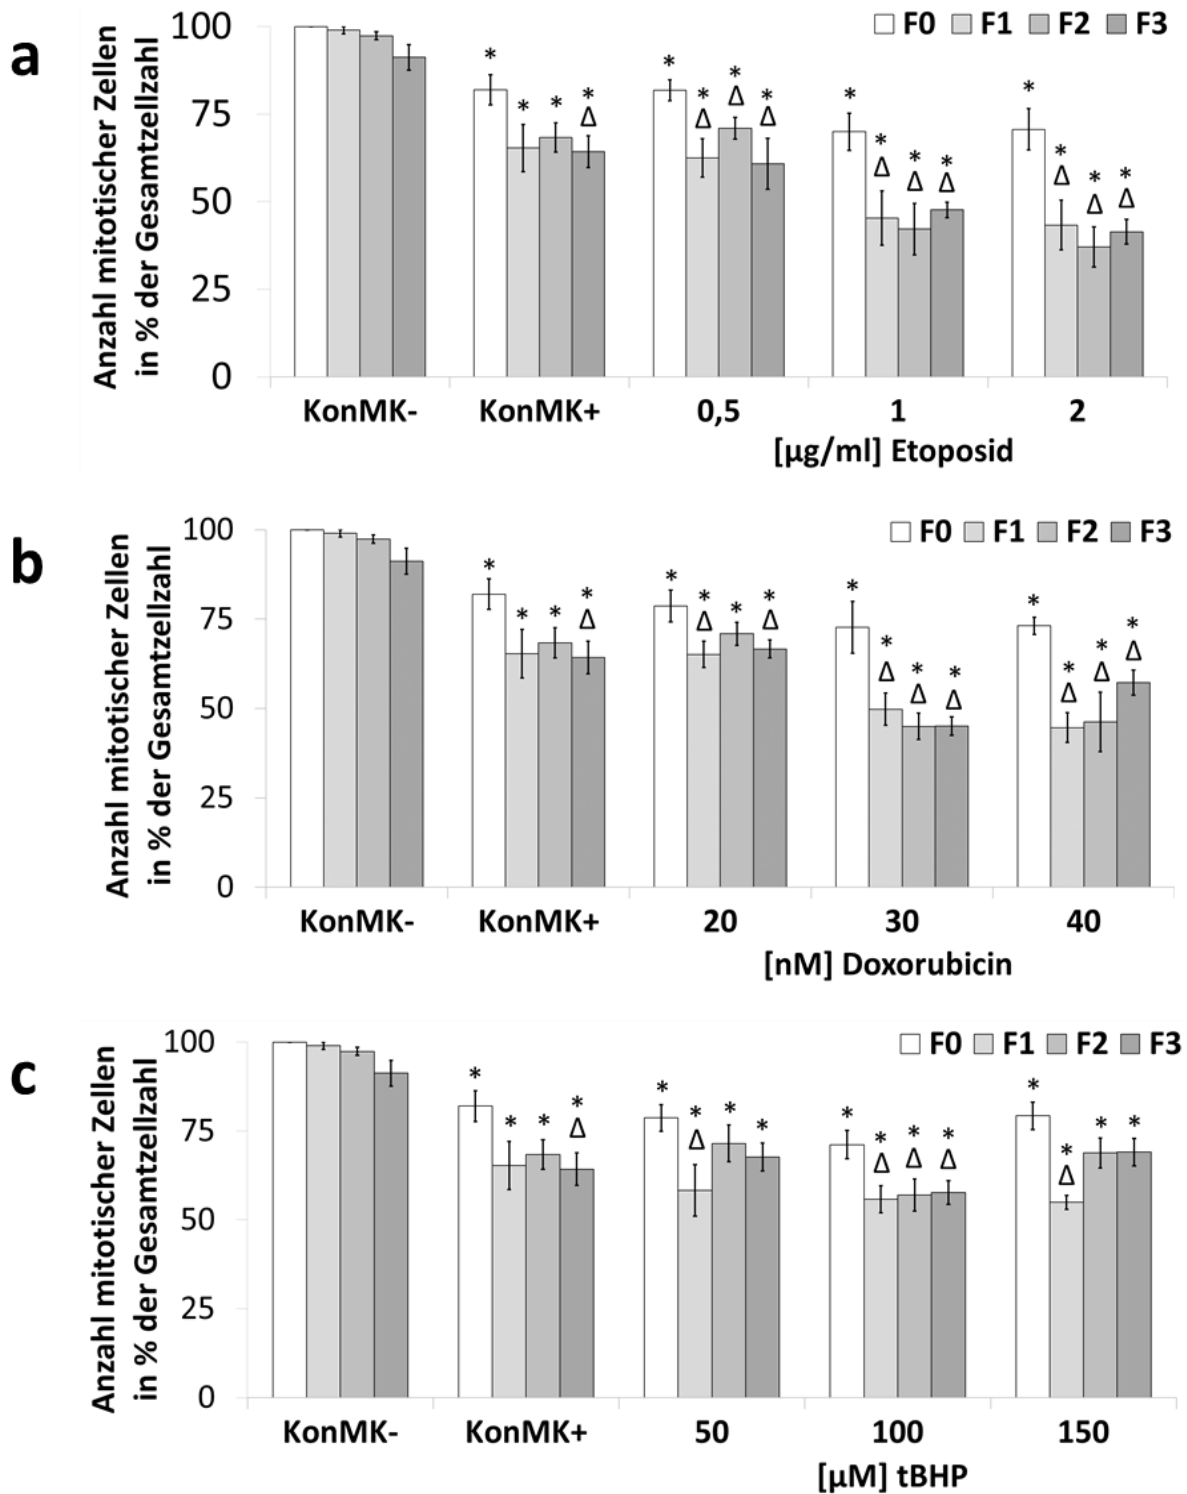 a
Anzahl mitotischer Zellen
in % der Gesamtzellzahl
F0 F1 F2 F3
100
75
50
25
0
* * * * Δ
* * Δ * Δ * Δ
* * Δ * Δ * Δ
* * Δ * Δ * Δ
KonMK- KonMK+ 0,5 1 2
[µg/ml] Etoposid
b
Anzahl mitotischer Zellen
in % der Gesamtzellzahl
F0 F1 F2 F3
100
75
50
25
0
* * * * Δ
* * Δ * * Δ
* * Δ * Δ * Δ
* * Δ * Δ * Δ
KonMK- KonMK+ 20 30 40
[nM] Doxorubicin
c
Anzahl mitotischer Zellen
in % der Gesamtzellzahl
F0 F1 F2 F3
100
75
50
25
0
* * * * Δ
* * Δ * *
* * Δ * Δ * Δ
* * Δ * *
KonMK- KonMK+ 50 100 150
[µM] tBHP